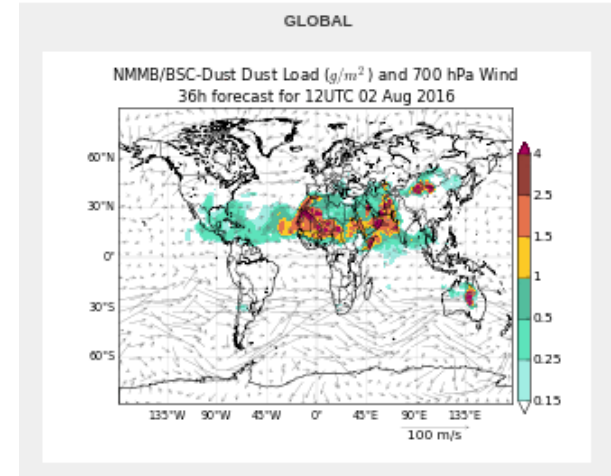 GLOBAL
NMMB/BSC-Dust Dust Load (g/m²) and 700 hPa Wind
36h forecast for 12UTC 02 Aug 2016
60°N
30°N
0°
30°S
60°S
135°W 90°W 45°W 0° 45°E 90°E 135°E
100 m/s
4
2.5
1.5
1
0.5
0.25
0.15